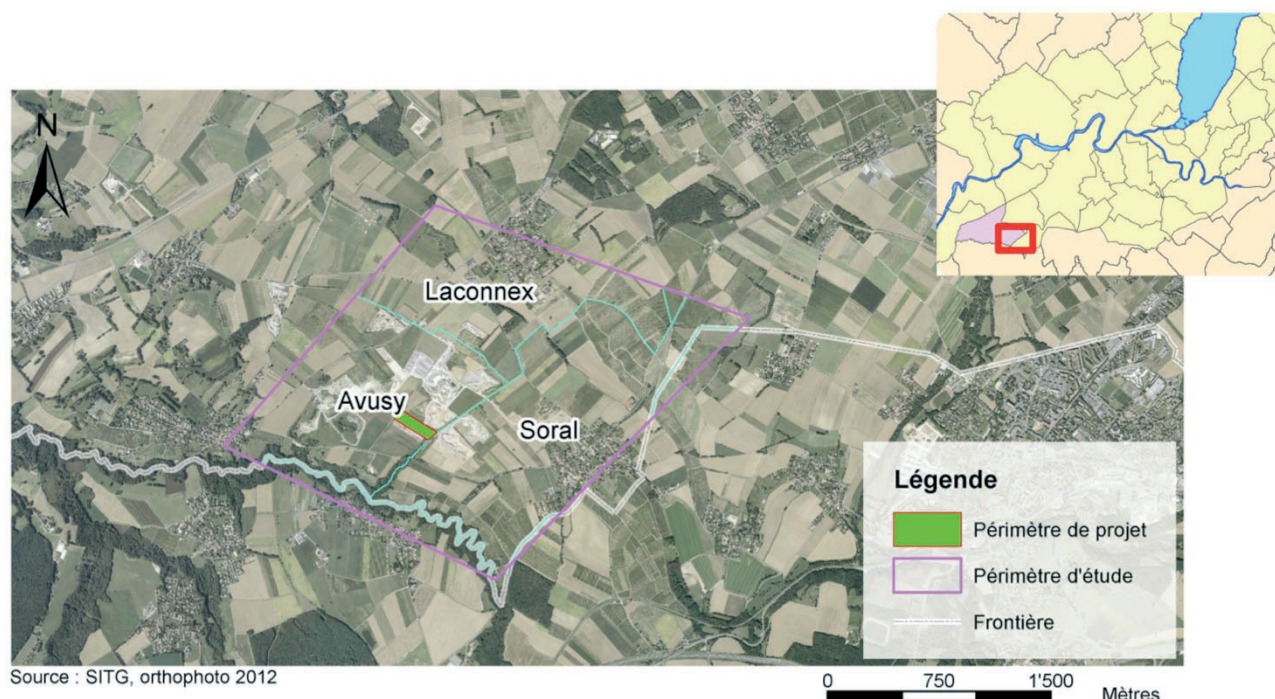 N
Laconnex
Avusy
Soral
Légende
Périmètre de projet
Périmètre d'étude
Frontière
Source : SITG, orthophoto 2012
0 750 1'500
Mètres